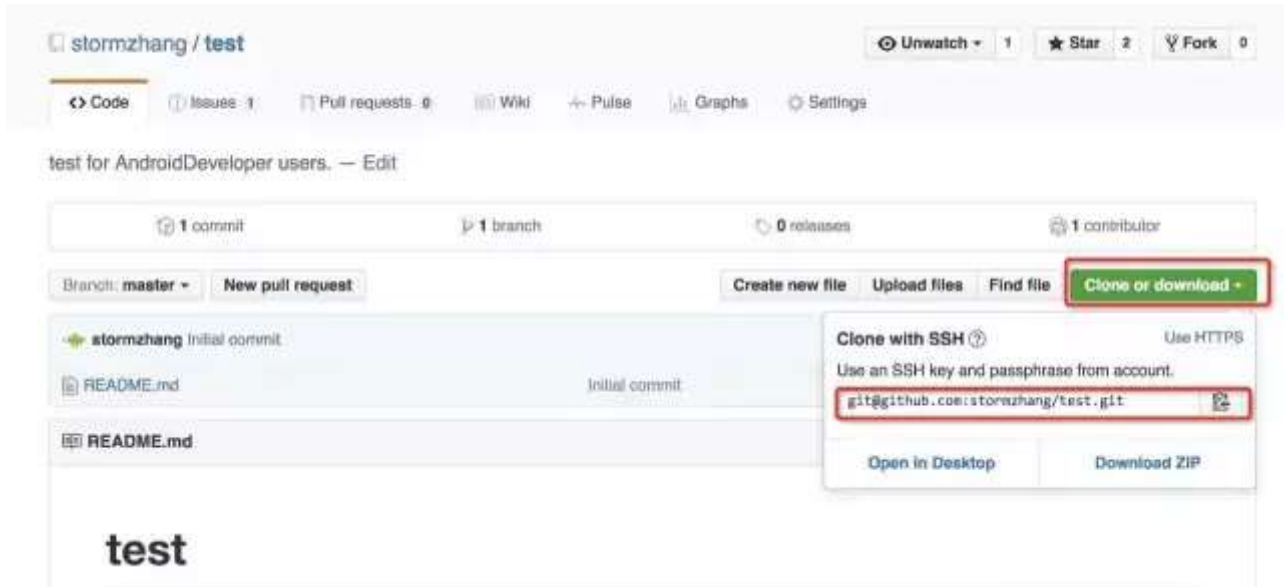 stormzhang / test
Unwatch 1 Star 2 Fork 0
Code Issues 1 Pull requests 0 Wiki Pulse Graphs Settings
test for AndroidDeveloper users. — Edit
1 commit 1 branch 0 releases 1 contributor
Branch: master New pull request Create new file Upload files Find file Clone or download
stormzhang Initial commit
Clone with SSH Use HTTPS
Use an SSH key and passphrase from account.
README.md Initial commit
git@github.com:stormzhang/test.git
README.md
Open in Desktop Download ZIP
test